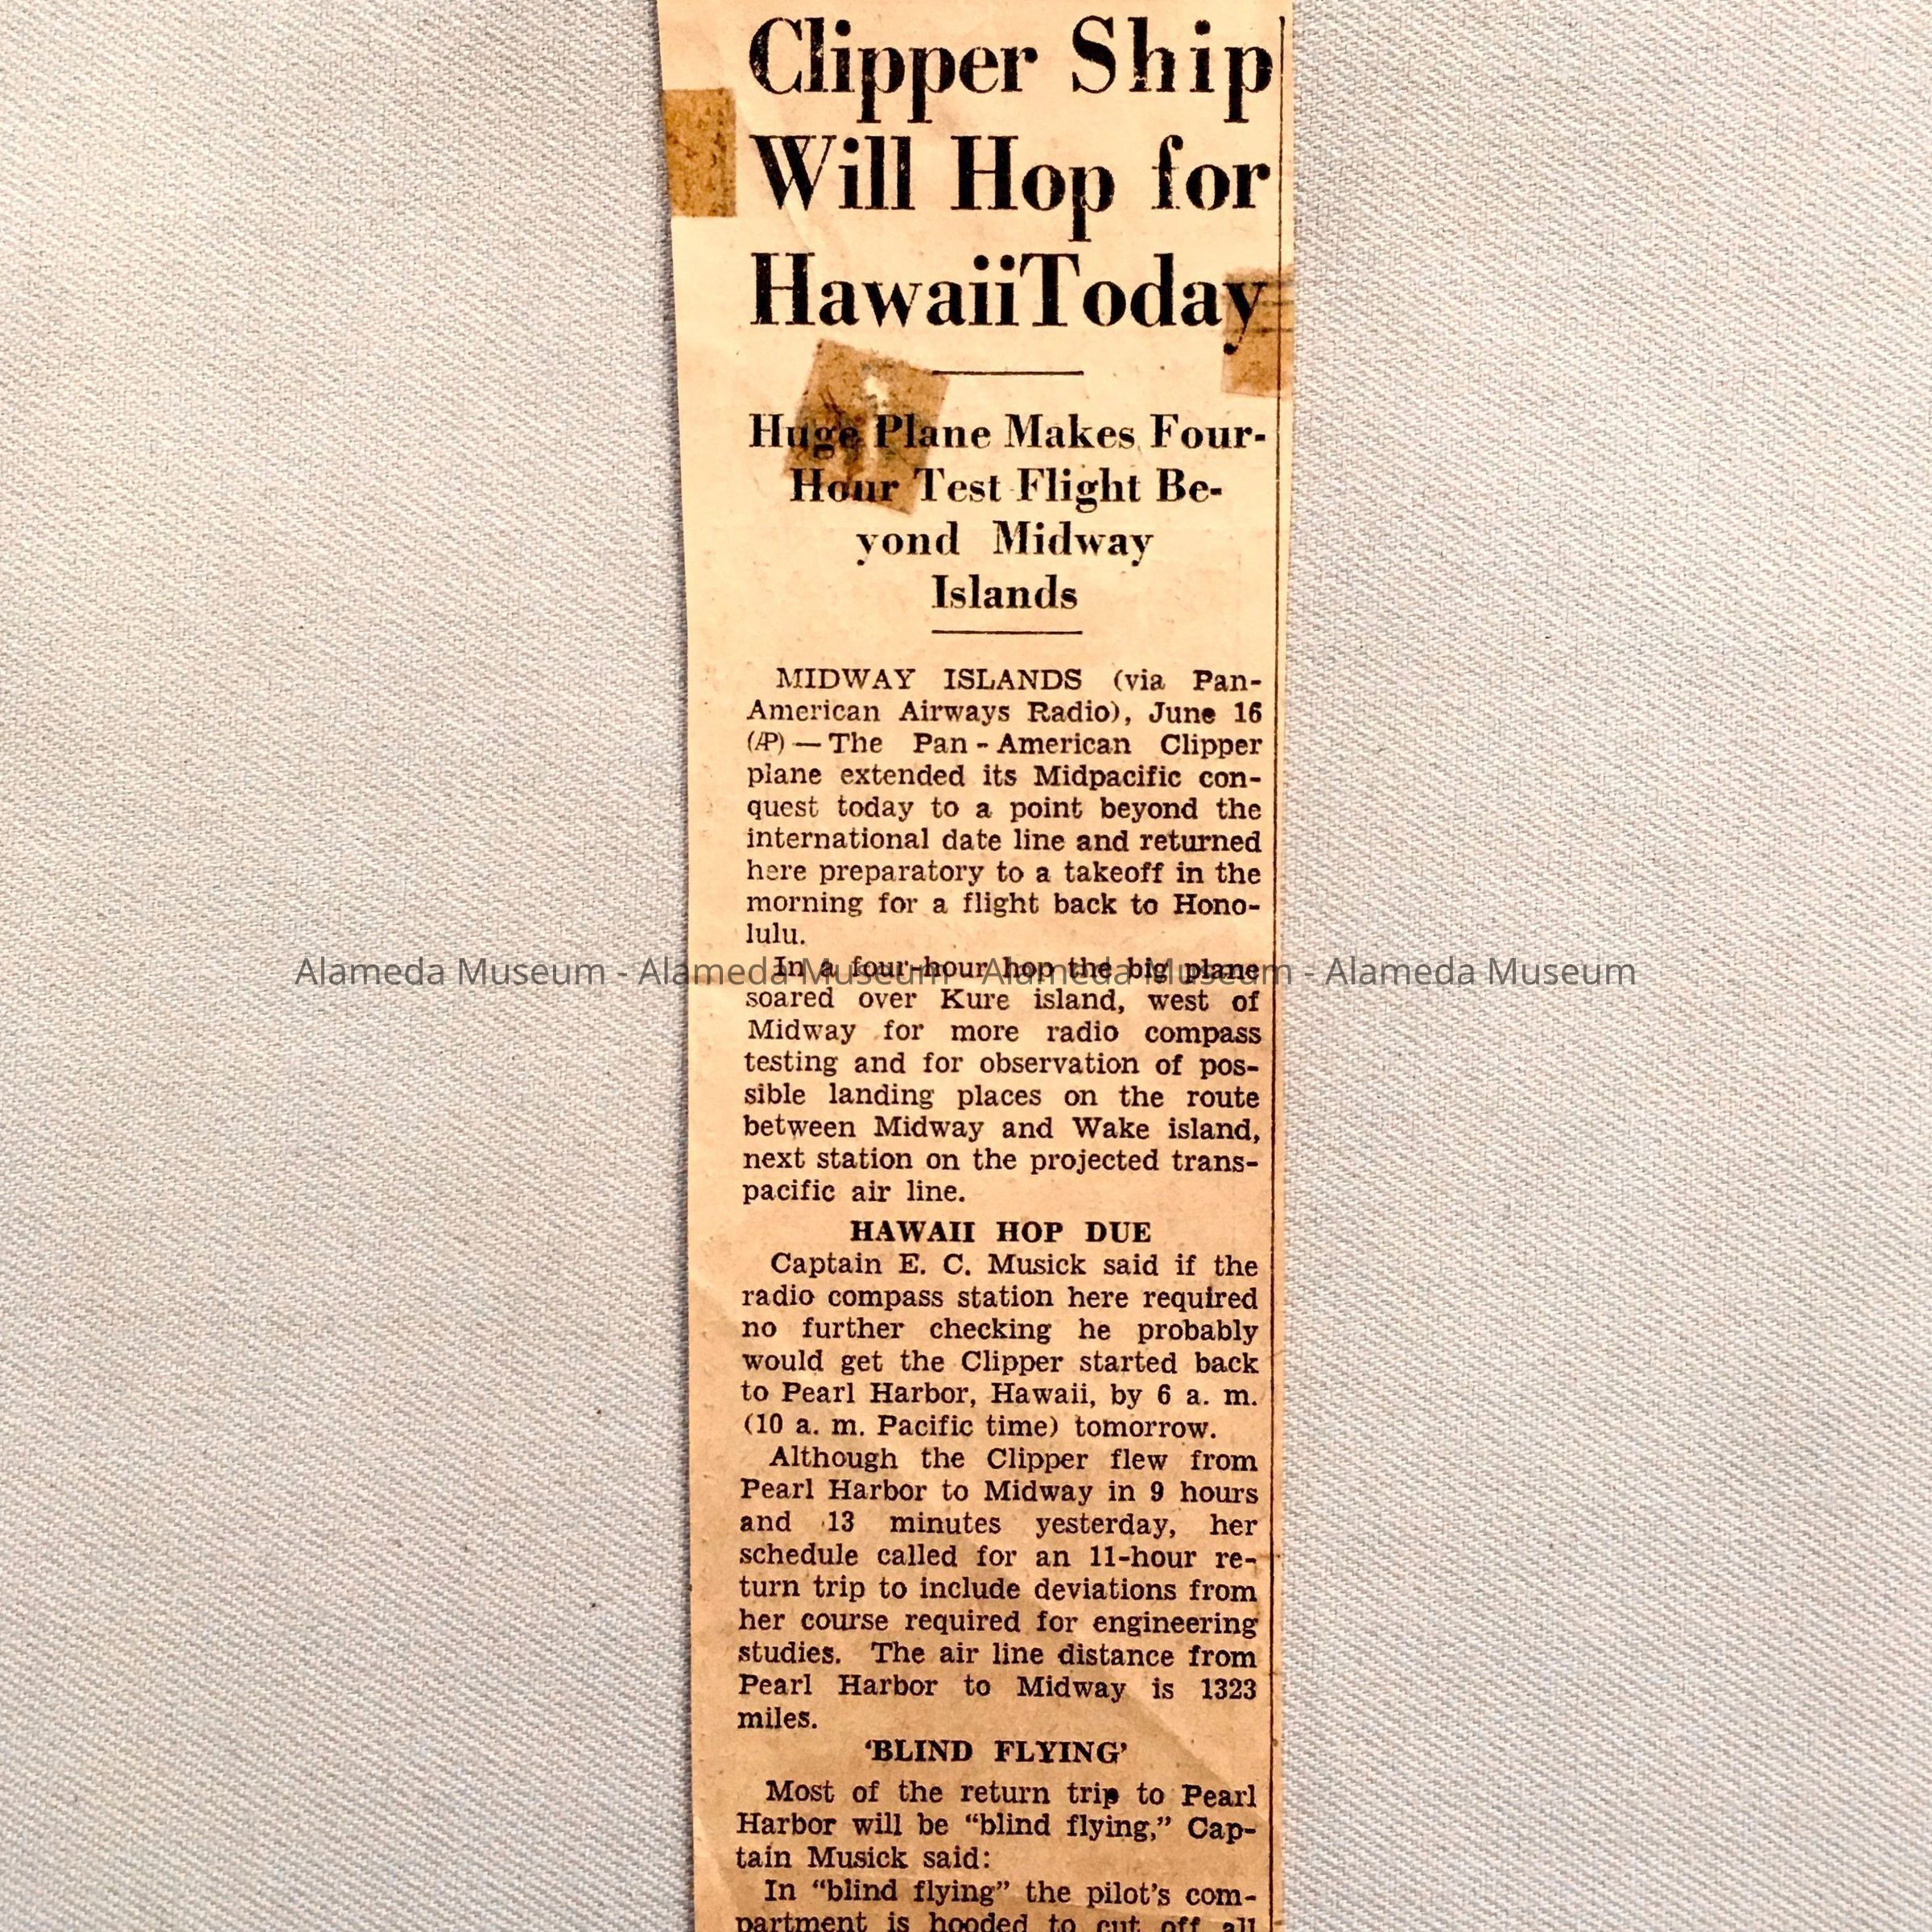 Clipper Ship
Will Hop for
HawaiiToday
Huge Plane Makes Four-
Hour Test Flight Be-
yond Midway
Islands
MIDWAY ISLANDS (via Pan-
American Airways Radio), June 16
(AP) — The Pan - American Clipper
plane extended its Midpacific con-
quest today to a point beyond the
international date line and returned
here preparatory to a takeoff in the
morning for a flight back to Hono-
lulu.
In a four-hour hop the big plane
Alameda Museum - Alameda Museum - Alameda Museum - Alameda Museum
soared over Kure island, west of
Midway for more radio compass
testing and for observation of pos-
sible landing places on the route
between Midway and Wake island,
next station on the projected trans-
pacific air line.
HAWAII HOP DUE
Captain E. C. Musick said if the
radio compass station here required
no further checking he probably
would get the Clipper started back
to Pearl Harbor, Hawaii, by 6 a. m.
(10 a. m. Pacific time) tomorrow.
Although the Clipper flew from
Pearl Harbor to Midway in 9 hours
and 13 minutes yesterday, her
schedule called for an 11-hour re-
turn trip to include deviations from
her course required for engineering
studies. The air line distance from
Pearl Harbor to Midway is 1323
miles.
'BLIND FLYING'
Most of the return trip to Pearl
Harbor will be "blind flying," Cap-
tain Musick said:
In "blind flying" the pilot's com-
partment is hooded to cut off all